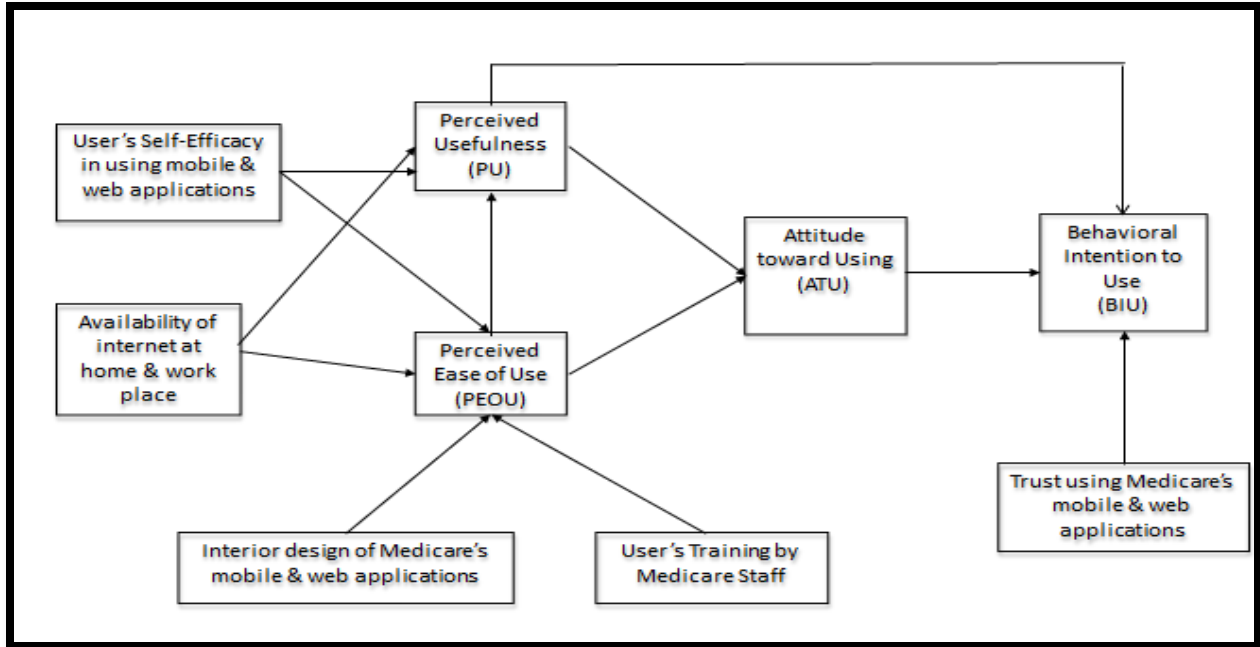 User's Self-Efficacy
in using mobile &
web applications
Perceived
Usefulness
(PU)
Attitude
toward Using
(ATU)
Behavioral
Intention to
Use
(BIU)
Availability of
internet at
home & work
place
Perceived
Ease of Use
(PEOU)
Trust using Medicare's
mobile & web
applications
Interior design of Medicare's
mobile & web applications
User's Training by
Medicare Staff